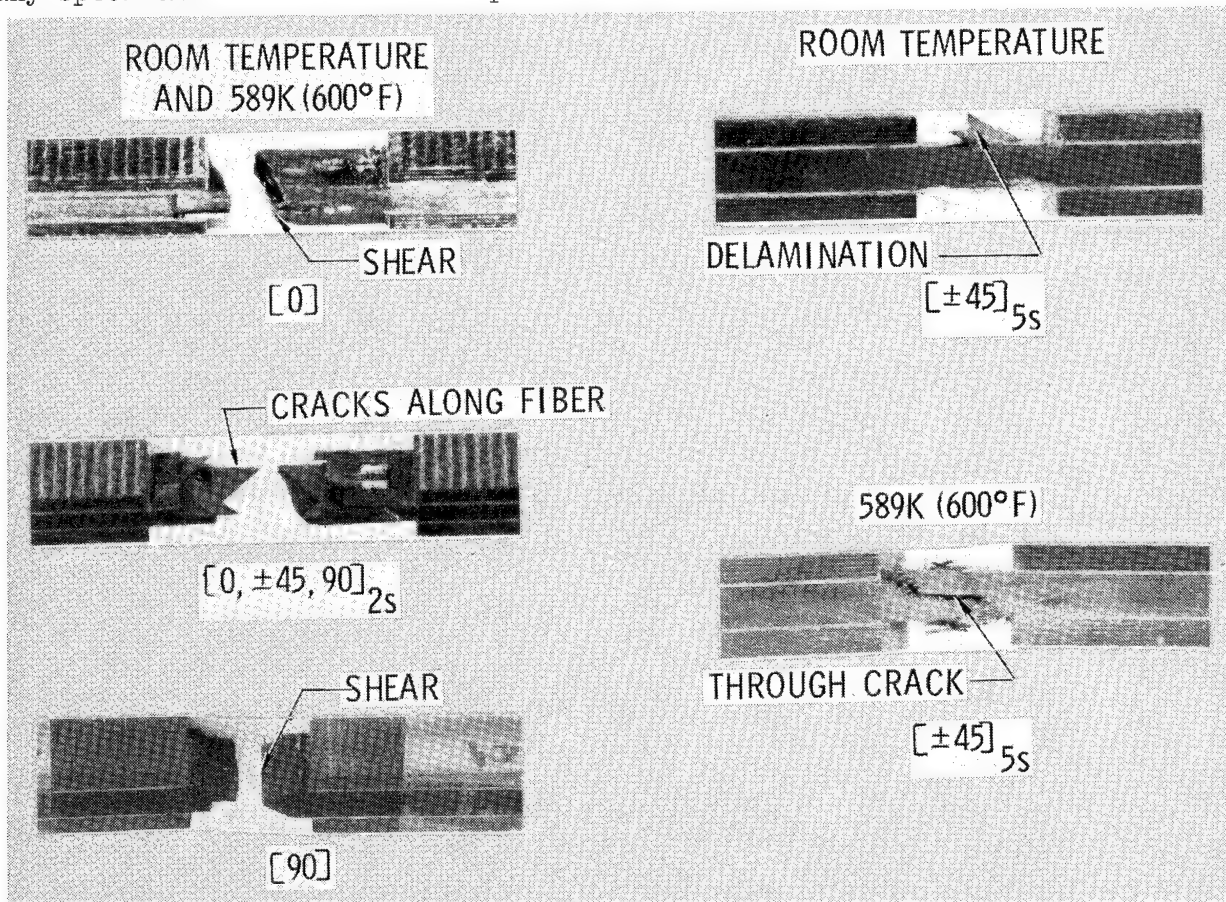 ROOM TEMPERATURE
AND 589K (600°F)
SHEAR
[0]
CRACKS ALONG FIBER
[0, ±45, 90]2s
SHEAR
[90]
ROOM TEMPERATURE
DELAMINATION
[±45]5s
589K (600°F)
THROUGH CRACK
[±45]5s